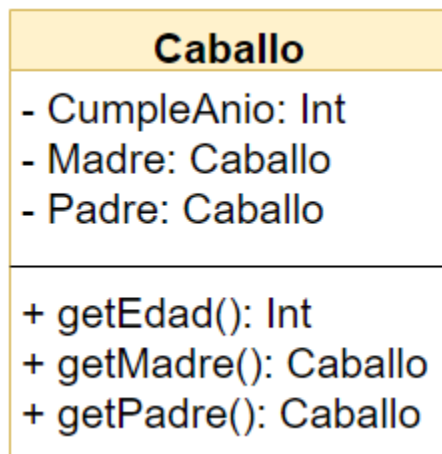 Caballo
- CumpleAnio: Int
- Madre: Caballo
- Padre: Caballo
+ getEdad(): Int
+ getMadre(): Caballo
+ getPadre(): Caballo